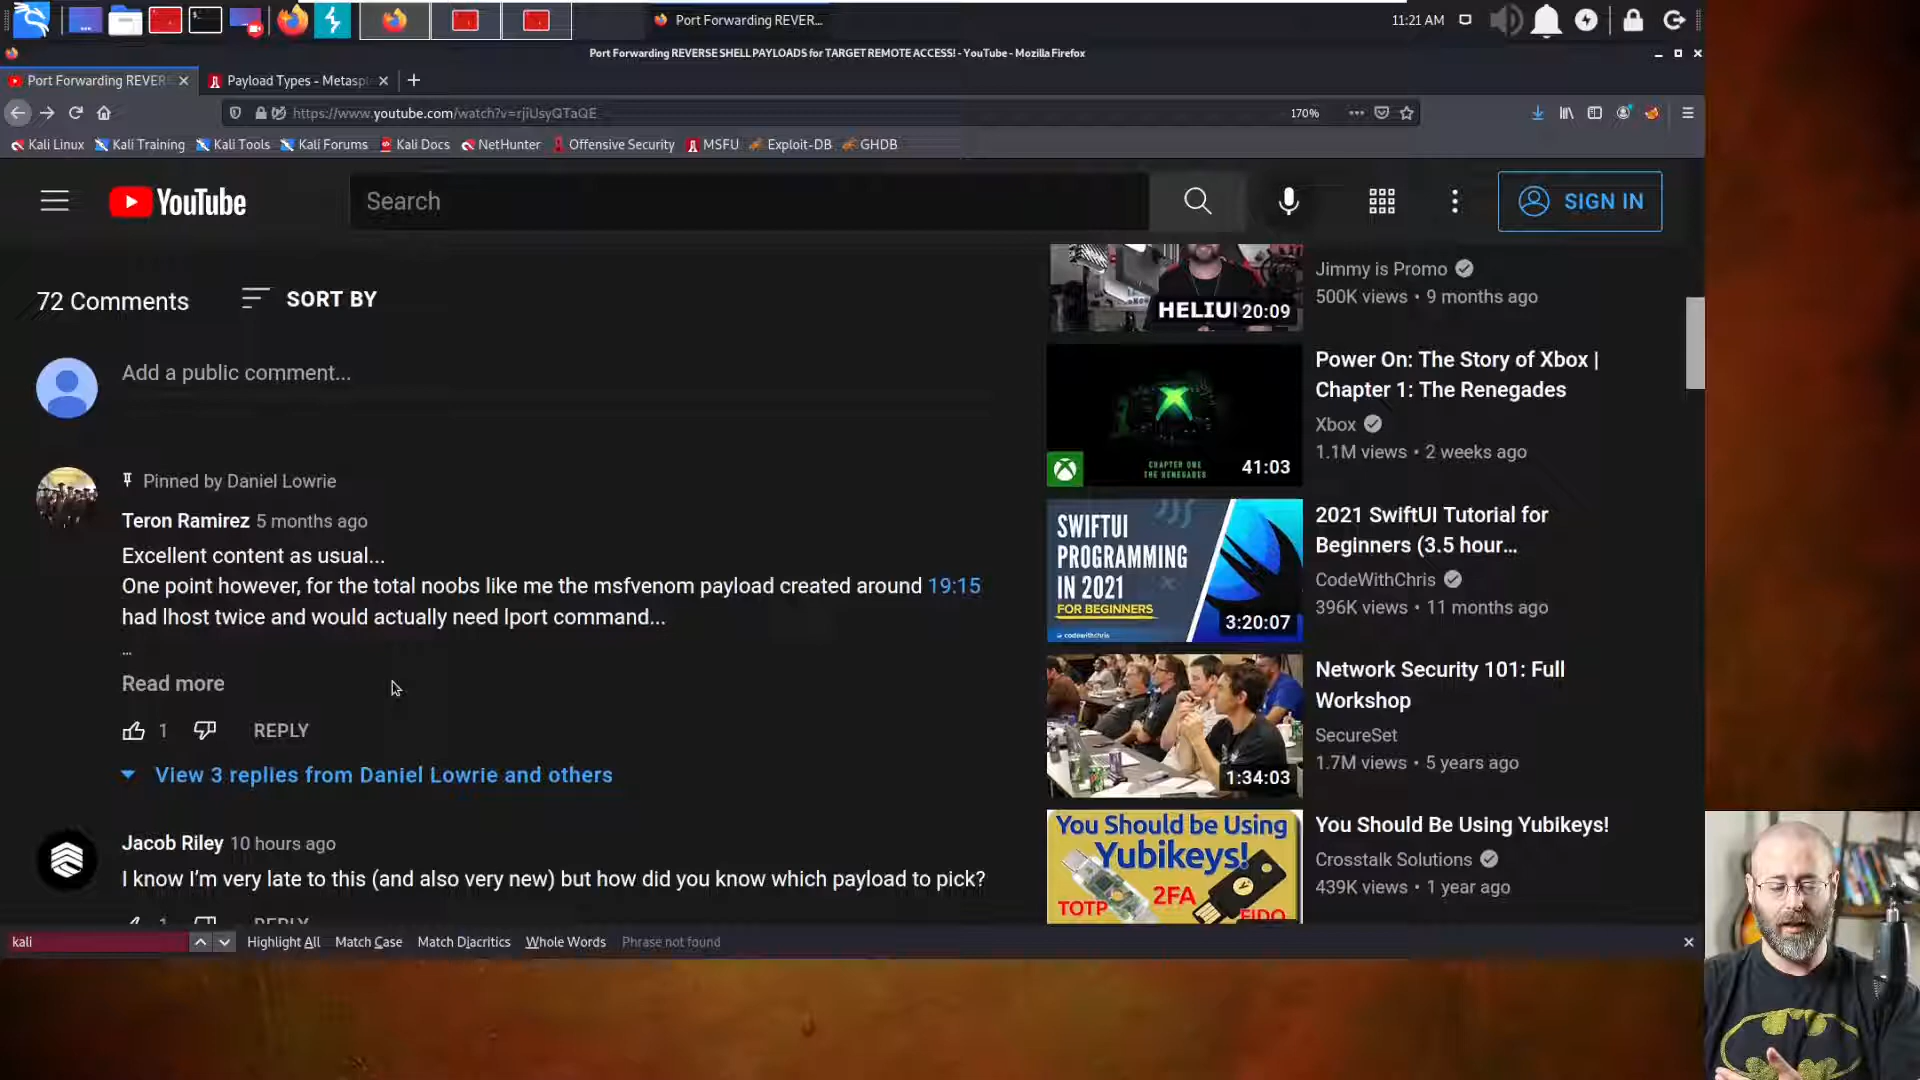 Port Forwarding REVER...
11:21 AM
Port Forwarding REVERSE SHELL PAYLOADS for TARGET REMOTE ACCESS! - YouTube - Mozilla Firefox
Port Forwarding REVER
Payload Types - Metaspl
https://www.youtube.com/watch?v=rjiUsyQTaQE
170%
Kali Linux
Kali Training
Kali Tools
Kali Forums
Kali Docs
NetHunter
Offensive Security
MSFU
Exploit-DB
GHDB
YouTube
Search
SIGN IN
72 Comments
SORT BY
Add a public comment...
Pinned by Daniel Lowrie
Teron Ramirez 5 months ago
Excellent content as usual...
One point however, for the total noobs like me the msfvenom payload created around 19:15
had lhost twice and would actually need lport command...
...
Read more
1
REPLY
View 3 replies from Daniel Lowrie and others
Jacob Riley 10 hours ago
I know I'm very late to this (and also very new) but how did you know which payload to pick?
1
REPLY
HELIU
20:09
Jimmy is Promo
500K views • 9 months ago
CHAPTER ONE
THE RENEGADES
41:03
Power On: The Story of Xbox |
Chapter 1: The Renegades
Xbox
1.1M views • 2 weeks ago
SWIFTUI
PROGRAMMING
IN 2021
FOR BEGINNERS
codewithchris
3:20:07
2021 SwiftUI Tutorial for
Beginners (3.5 hour...
CodeWithChris
396K views • 11 months ago
1:34:03
Network Security 101: Full
Workshop
SecureSet
1.7M views • 5 years ago
You Should be Using
Yubikeys!
2FA
TOTP
FIDO
You Should Be Using Yubikeys!
Crosstalk Solutions
439K views • 1 year ago
kali
Highlight All
Match Case
Match Diacritics
Whole Words
Phrase not found